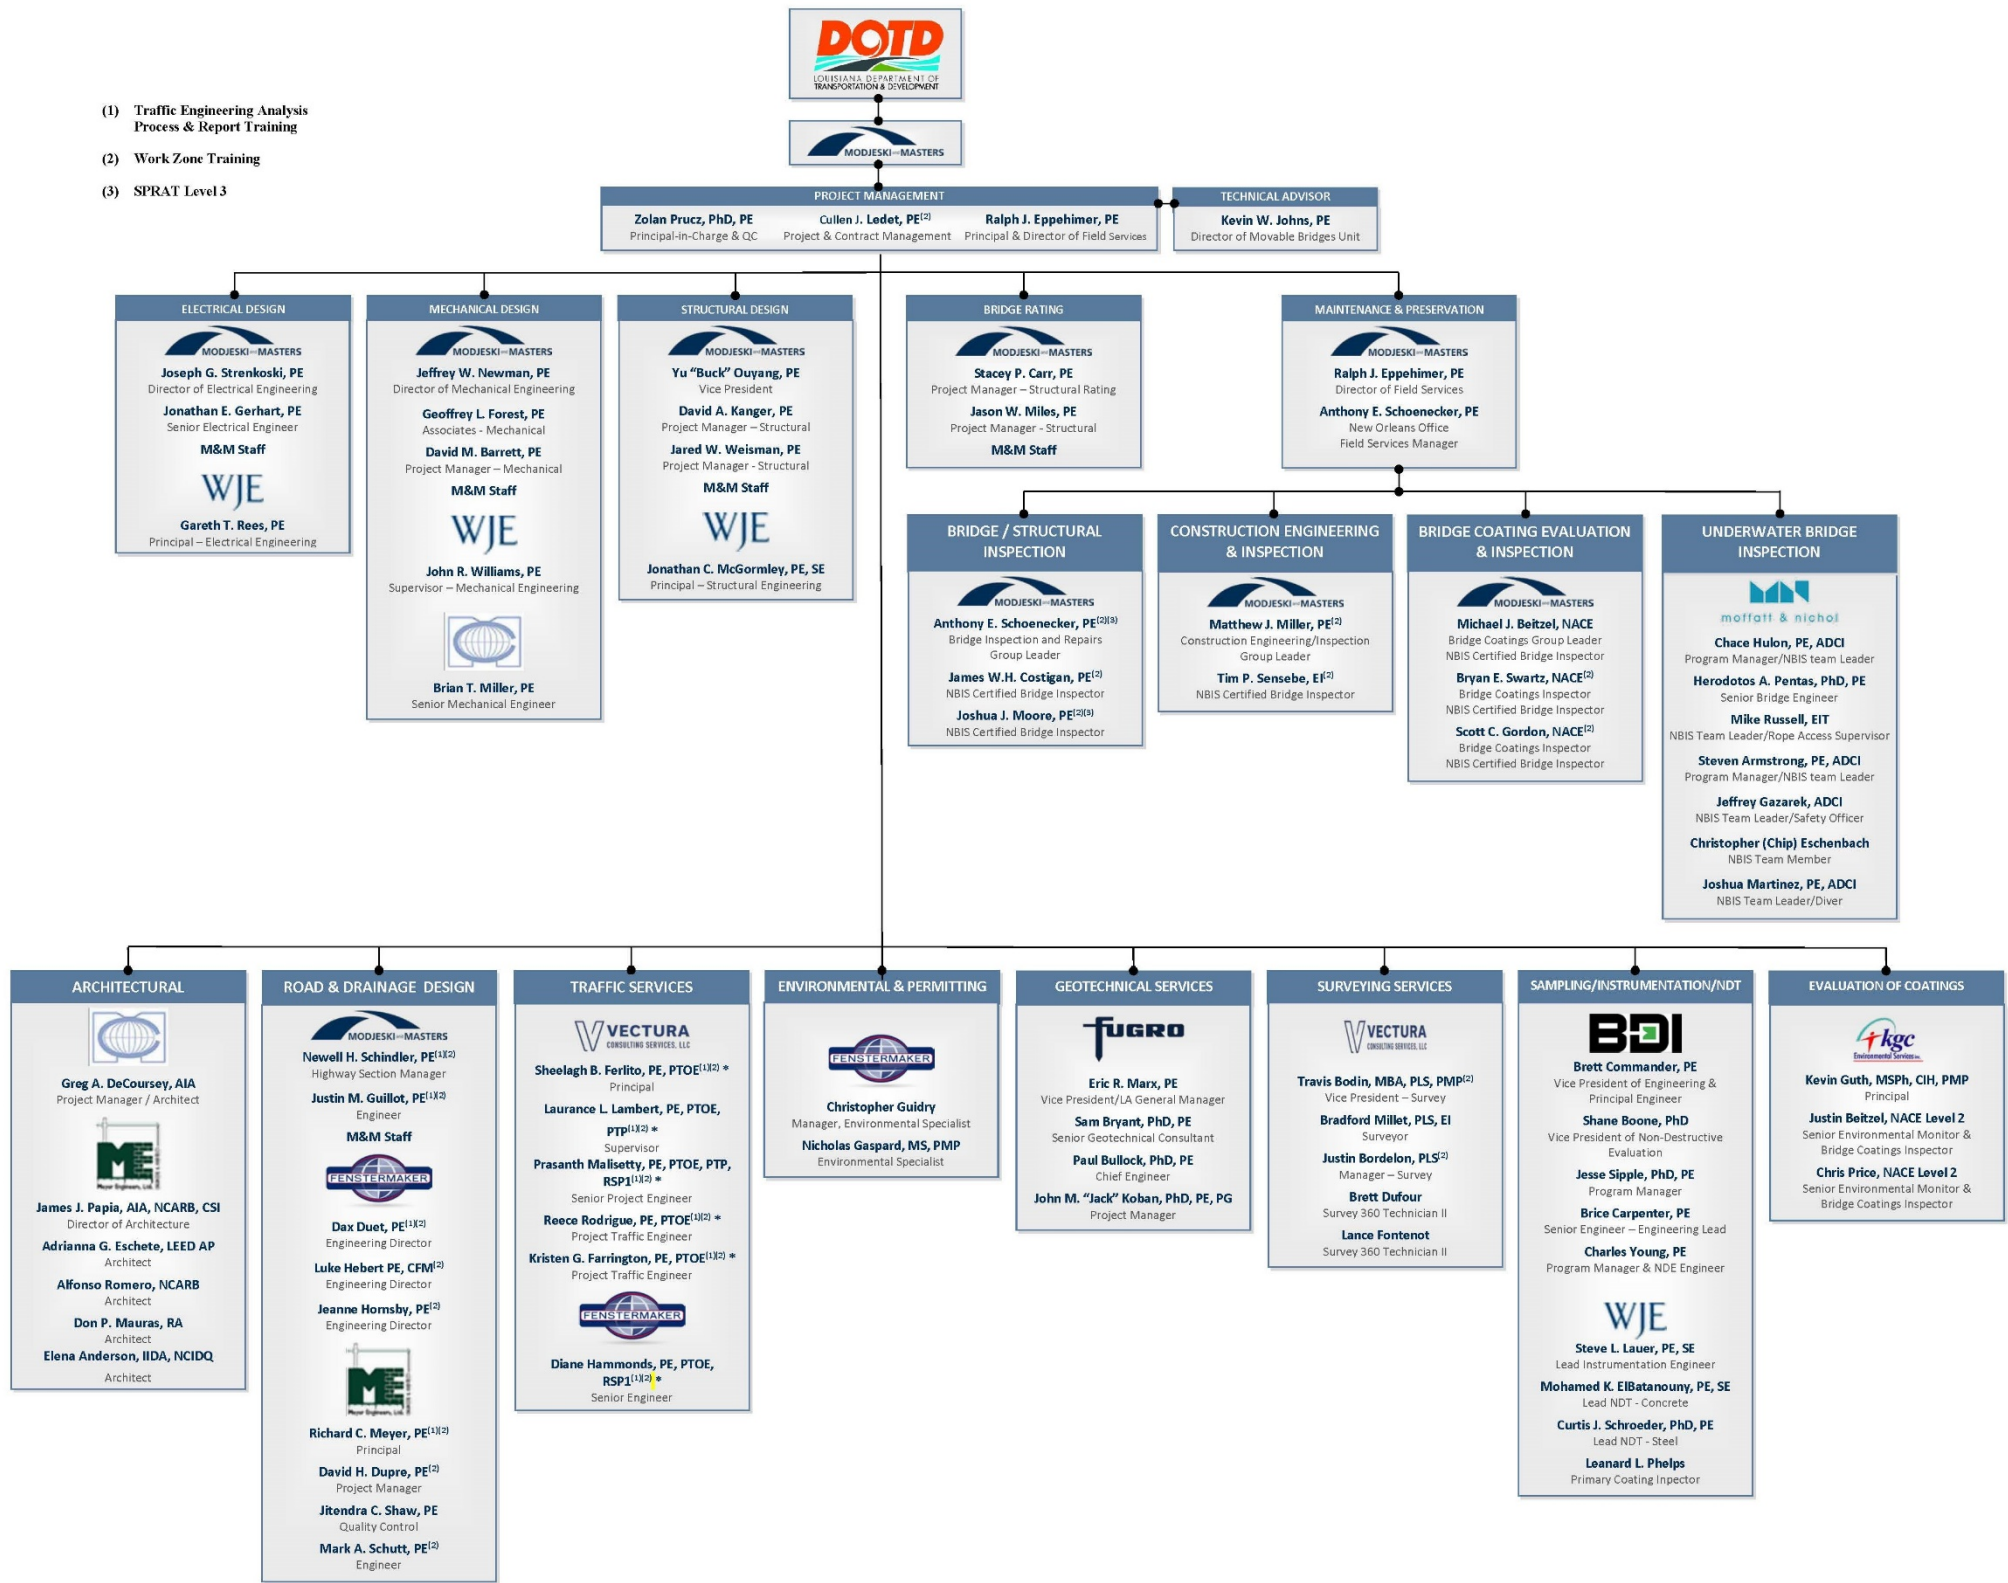 DOTD
LOUISIANA DEPARTMENT OF
TRANSPORTATION & DEVELOPMENT
(1) Traffic Engineering Analysis
Process & Report Training
(2) Work Zone Training
(3) SPRAT Level 3
MODJESKI and MASTERS
PROJECT MANAGEMENT
Zolan Prucz, PhD, PE
Principal-in-Charge & QC
Cullen J. Ledet, PE(2)
Project & Contract Management
Ralph J. Eppehimer, PE
Principal & Director of Field Services
TECHNICAL ADVISOR
Kevin W. Johns, PE
Director of Movable Bridges Unit
ELECTRICAL DESIGN
MODJESKI and MASTERS
Joseph G. Strenkoski, PE
Director of Electrical Engineering
Jonathan E. Gerhart, PE
Senior Electrical Engineer
M&M Staff
WJE
Gareth T. Rees, PE
Principal – Electrical Engineering
MECHANICAL DESIGN
MODJESKI and MASTERS
Jeffrey W. Newman, PE
Director of Mechanical Engineering
Geoffrey L. Forest, PE
Associates - Mechanical
David M. Barrett, PE
Project Manager – Mechanical
M&M Staff
WJE
John R. Williams, PE
Supervisor – Mechanical Engineering
Brian T. Miller, PE
Senior Mechanical Engineer
STRUCTURAL DESIGN
MODJESKI and MASTERS
Yu “Buck” Ouyang, PE
Vice President
David A. Kanger, PE
Project Manager – Structural
Jared W. Weisman, PE
Project Manager - Structural
M&M Staff
WJE
Jonathan C. McGormley, PE, SE
Principal – Structural Engineering
BRIDGE RATING
MODJESKI and MASTERS
Stacey P. Carr, PE
Project Manager – Structural Rating
Jason W. Miles, PE
Project Manager - Structural
M&M Staff
MAINTENANCE & PRESERVATION
MODJESKI and MASTERS
Ralph J. Eppehimer, PE
Director of Field Services
Anthony E. Schoenecker, PE
New Orleans Office
Field Services Manager
BRIDGE / STRUCTURAL
INSPECTION
MODJESKI and MASTERS
Anthony E. Schoenecker, PE(2)(3)
Bridge Inspection and Repairs
Group Leader
James W.H. Costigan, PE(2)
NBIS Certified Bridge Inspector
Joshua J. Moore, PE(2)(3)
NBIS Certified Bridge Inspector
CONSTRUCTION ENGINEERING
& INSPECTION
MODJESKI and MASTERS
Matthew J. Miller, PE(2)
Construction Engineering/Inspection
Group Leader
Tim P. Sensebe, EI(2)
NBIS Certified Bridge Inspector
BRIDGE COATING EVALUATION
& INSPECTION
MODJESKI and MASTERS
Michael J. Beitzel, NACE
Bridge Coatings Group Leader
NBIS Certified Bridge Inspector
Bryan E. Swartz, NACE(2)
Bridge Coatings Inspector
NBIS Certified Bridge Inspector
Scott C. Gordon, NACE(2)
Bridge Coatings Inspector
NBIS Certified Bridge Inspector
UNDERWATER BRIDGE
INSPECTION
moffatt & nichol
Chace Hulon, PE, ADCI
Program Manager/NBIS team Leader
Herodotos A. Pentas, PhD, PE
Senior Bridge Engineer
Mike Russell, EIT
NBIS Team Leader/Rope Access Supervisor
Steven Armstrong, PE, ADCI
Program Manager/NBIS team Leader
Jeffrey Gazarek, ADCI
NBIS Team Leader/Safety Officer
Christopher (Chip) Eschenbach
NBIS Team Member
Joshua Martinez, PE, ADCI
NBIS Team Leader/Diver
ARCHITECTURAL
Greg A. DeCoursey, AIA
Project Manager / Architect
ME
Meyer Engineers, Ltd.
James J. Papia, AIA, NCARB, CSI
Director of Architecture
Adrianna G. Eschete, LEED AP
Architect
Alfonso Romero, NCARB
Architect
Don P. Mauras, RA
Architect
Elena Anderson, IIDA, NCIDQ
Architect
ROAD & DRAINAGE DESIGN
MODJESKI and MASTERS
Newell H. Schindler, PE(1)(2)
Highway Section Manager
Justin M. Guillot, PE(1)(2)
Engineer
M&M Staff
FENSTERMAKER
Dax Duet, PE(1)(2)
Engineering Director
Luke Hebert PE, CFM(2)
Engineering Director
Jeanne Hornsby, PE(2)
Engineering Director
ME
Meyer Engineers, Ltd.
Richard C. Meyer, PE(1)(2)
Principal
David H. Dupre, PE(2)
Project Manager
Jitendra C. Shaw, PE
Quality Control
Mark A. Schutt, PE(2)
Engineer
TRAFFIC SERVICES
VECTURA
CONSULTING SERVICES, LLC
Sheelagh B. Ferlito, PE, PTOE(1)(2) *
Principal
Laurance L. Lambert, PE, PTOE,
PTP(1)(2) *
Supervisor
Prasanth Malisetty, PE, PTOE, PTP,
RSP1(1)(2) *
Senior Project Engineer
Reece Rodrigue, PE, PTOE(1)(2) *
Project Traffic Engineer
Kristen G. Farrington, PE, PTOE(1)(2) *
Project Traffic Engineer
FENSTERMAKER
Diane Hammonds, PE, PTOE,
RSP1(1)(2) *
Senior Engineer
ENVIRONMENTAL & PERMITTING
FENSTERMAKER
Christopher Guidry
Manager, Environmental Specialist
Nicholas Gaspard, MS, PMP
Environmental Specialist
GEOTECHNICAL SERVICES
FUGRO
Eric R. Marx, PE
Vice President/LA General Manager
Sam Bryant, PhD, PE
Senior Geotechnical Consultant
Paul Bullock, PhD, PE
Chief Engineer
John M. “Jack” Koban, PhD, PE, PG
Project Manager
SURVEYING SERVICES
VECTURA
CONSULTING SERVICES, LLC
Travis Bodin, MBA, PLS, PMP(2)
Vice President – Survey
Bradford Millet, PLS, EI
Surveyor
Justin Bordelon, PLS(2)
Manager – Survey
Brett Dufour
Survey 360 Technician II
Lance Fontenot
Survey 360 Technician II
SAMPLING/INSTRUMENTATION/NDT
BDI
Brett Commander, PE
Vice President of Engineering &
Principal Engineer
Shane Boone, PhD
Vice President of Non-Destructive
Evaluation
Jesse Sipple, PhD, PE
Program Manager
Brice Carpenter, PE
Senior Engineer – Engineering Lead
Charles Young, PE
Program Manager & NDE Engineer
WJE
Steve L. Lauer, PE, SE
Lead Instrumentation Engineer
Mohamed K. ElBatanouny, PE, SE
Lead NDT - Concrete
Curtis J. Schroeder, PhD, PE
Lead NDT - Steel
Leanard L. Phelps
Primary Coating Inpector
EVALUATION OF COATINGS
tkgc
Environmental Services Inc.
Kevin Guth, MSPh, CIH, PMP
Principal
Justin Beitzel, NACE Level 2
Senior Environmental Monitor &
Bridge Coatings Inspector
Chris Price, NACE Level 2
Senior Environmental Monitor &
Bridge Coatings Inspector